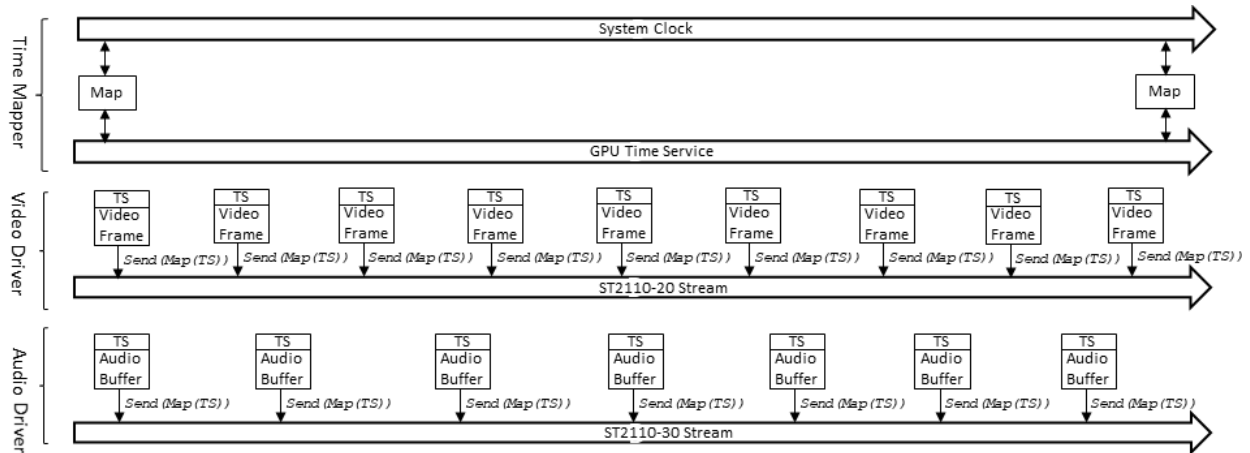 Time Mapper
System Clock
Map
Map
GPU Time Service
Video Driver
TS TS TS TS TS TS TS TS TS
Video Video Video Video Video Video Video Video Video
Frame Frame Frame Frame Frame Frame Frame Frame Frame
Send(Map(TS)) Send(Map(TS)) Send(Map(TS)) Send(Map(TS)) Send(Map(TS)) Send(Map(TS)) Send(Map(TS)) Send(Map(TS)) Send(Map(TS))
ST2110-20 Stream
Audio Driver
TS TS TS TS TS TS TS
Audio Audio Audio Audio Audio Audio Audio
Buffer Buffer Buffer Buffer Buffer Buffer Buffer
Send(Map(TS)) Send(Map(TS)) Send(Map(TS)) Send(Map(TS)) Send(Map(TS)) Send(Map(TS)) Send(Map(TS))
ST2110-30 Stream